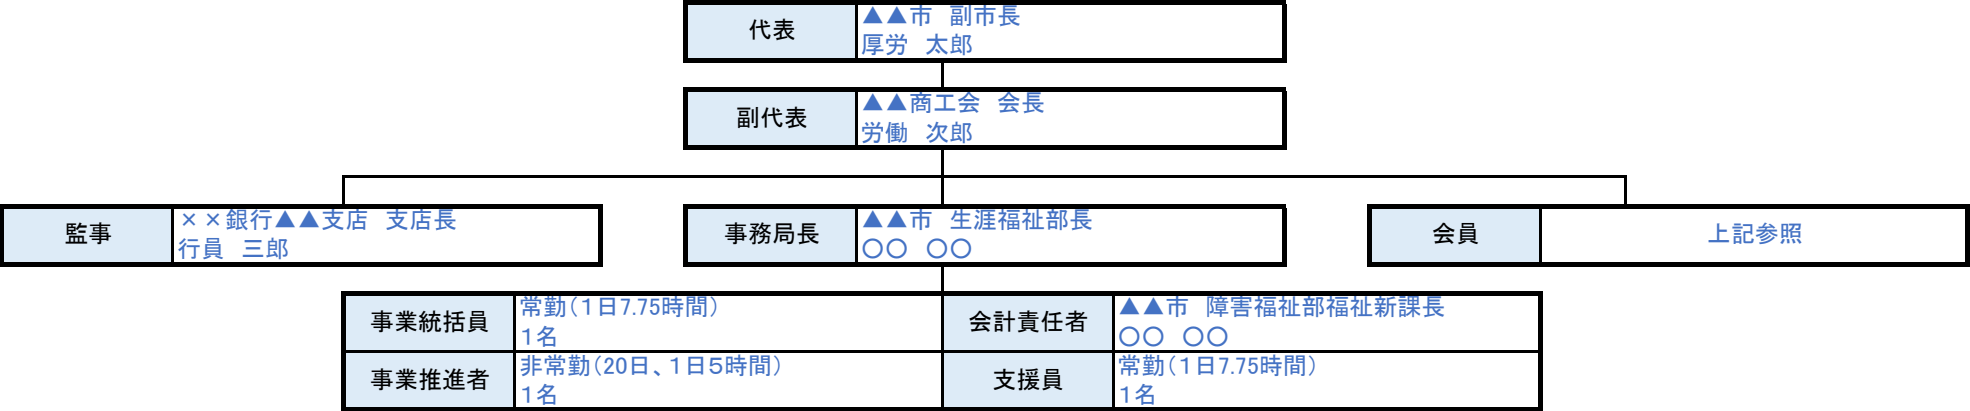 代表
▲▲市　副市長
厚労　太郎
副代表
▲▲商工会　会長
労働　次郎
監事
××銀行▲▲支店　支店長
行員　三郎
事務局長
▲▲市　生涯福祉部長
〇〇　〇〇
会員
上記参照
事業統括員
常勤（１日7.75時間）
１名
会計責任者
▲▲市　障害福祉部福祉新課長
〇〇　〇〇
事業推進者
非常勤（20日、１日５時間）
１名
支援員
常勤（１日7.75時間）
１名